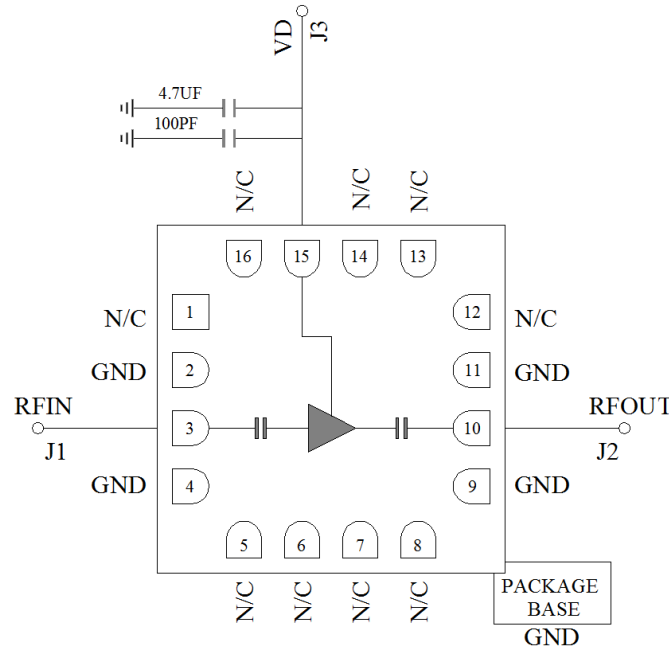 VD
J3
4.7UF
100PF
N/C
N/C
N/C
16
15
14
13
N/C
1
12
N/C
GND
2
11
GND
RFIN
3
10
RFOUT
J1
J2
GND
4
9
GND
5
6
7
8
N/C
N/C
N/C
N/C
PACKAGE
BASE
GND